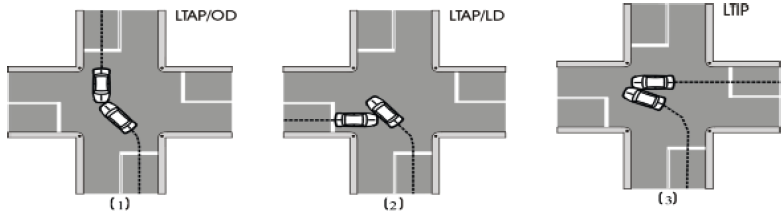 LTAP/OD
LTAP/LD
LTIP
(1)
(2)
(3)